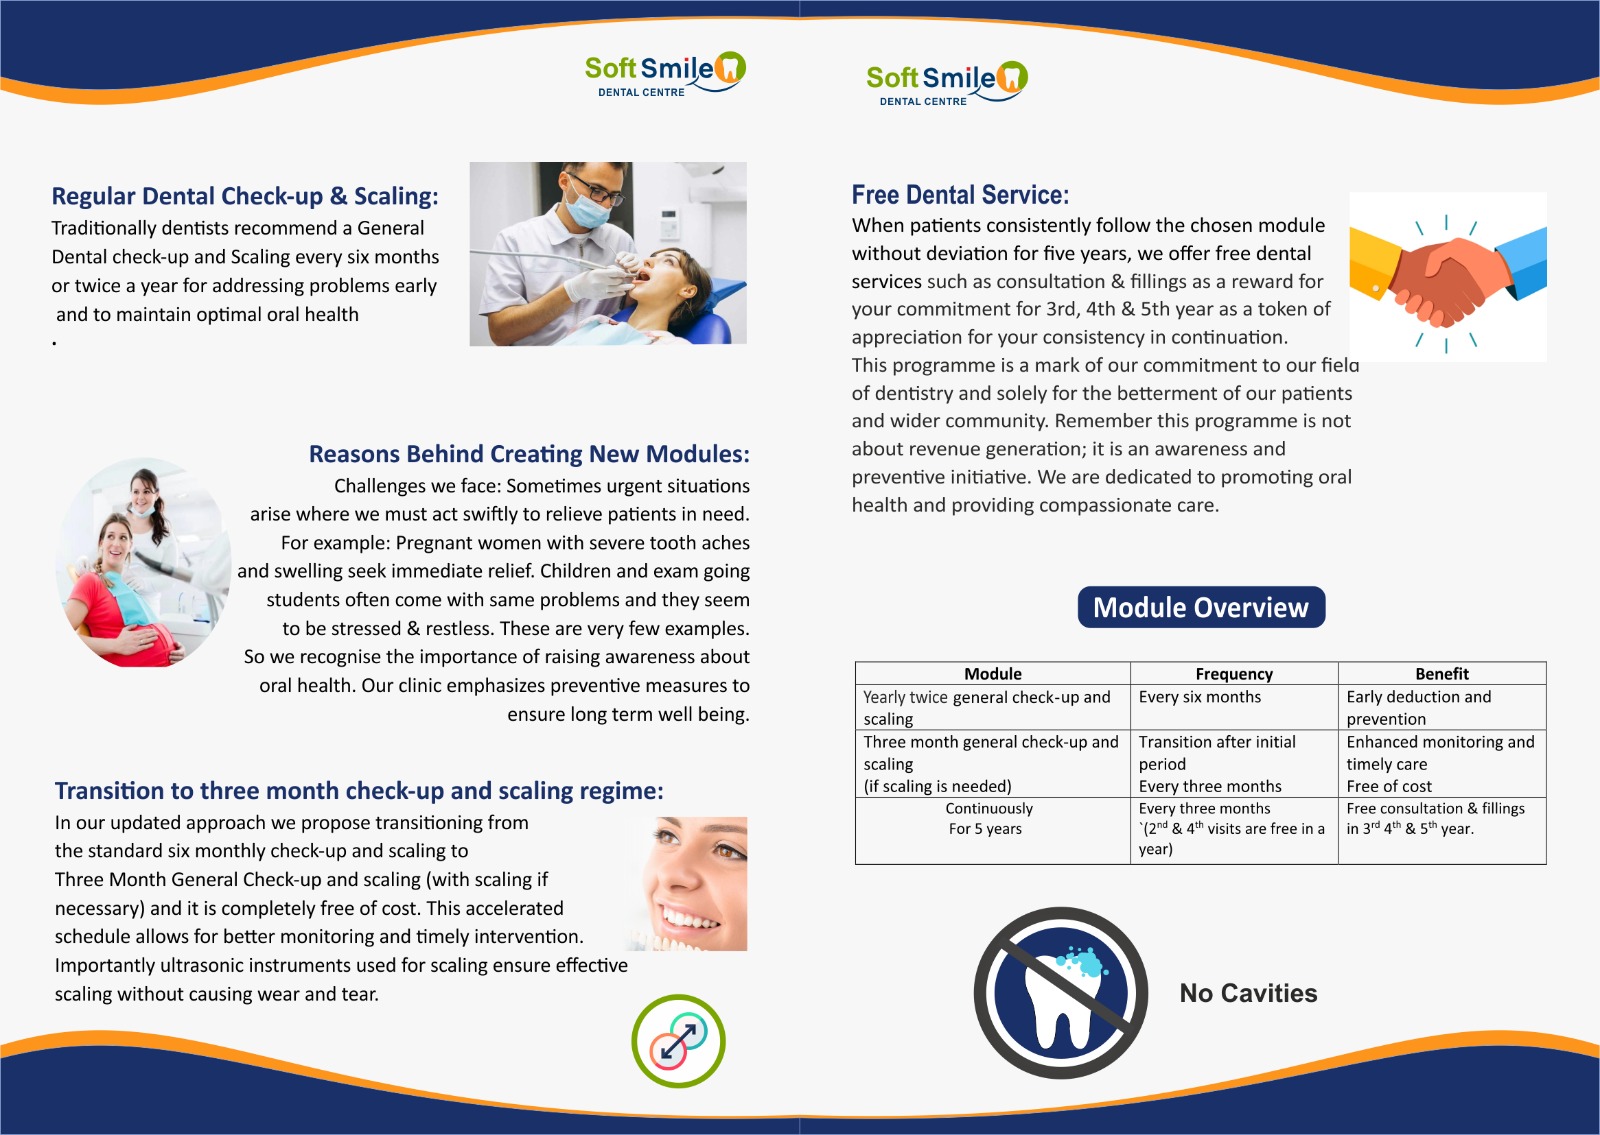 Soft Smile
DENTAL CENTRE
Regular Dental Check-up & Scaling:
Traditionally dentists recommend a General
Dental check-up and Scaling every six months
or twice a year for addressing problems early
and to maintain optimal oral health
.
Reasons Behind Creating New Modules:
Challenges we face: Sometimes urgent situations
arise where we must act swiftly to relieve patients in need.
For example: Pregnant women with severe tooth aches
and swelling seek immediate relief. Children and exam going
students often come with same problems and they seem
to be stressed & restless. These are very few examples.
So we recognise the importance of raising awareness about
oral health. Our clinic emphasizes preventive measures to
ensure long term well being.
Transition to three month check-up and scaling regime:
In our updated approach we propose transitioning from
the standard six monthly check-up and scaling to
Three Month General Check-up and scaling (with scaling if
necessary) and it is completely free of cost. This accelerated
schedule allows for better monitoring and timely intervention.
Importantly ultrasonic instruments used for scaling ensure effective
scaling without causing wear and tear.
Soft Smile
DENTAL CENTRE
Free Dental Service:
When patients consistently follow the chosen module
without deviation for five years, we offer free dental
services such as consultation & fillings as a reward for
your commitment for 3rd, 4th & 5th year as a token of
appreciation for your consistency in continuation.
This programme is a mark of our commitment to our field
of dentistry and solely for the betterment of our patients
and wider community. Remember this programme is not
about revenue generation; it is an awareness and
preventive initiative. We are dedicated to promoting oral
health and providing compassionate care.
Module Overview
Module Frequency Benefit
Yearly twice general check-up and Every six months Early deduction and
scaling prevention
Three month general check-up and Transition after initial Enhanced monitoring and
scaling period timely care
(if scaling is needed) Every three months Free of cost
Continuously Every three months Free consultation & fillings
For 5 years `(2nd & 4th visits are free in a in 3rd 4th & 5th year.
year)
No Cavities